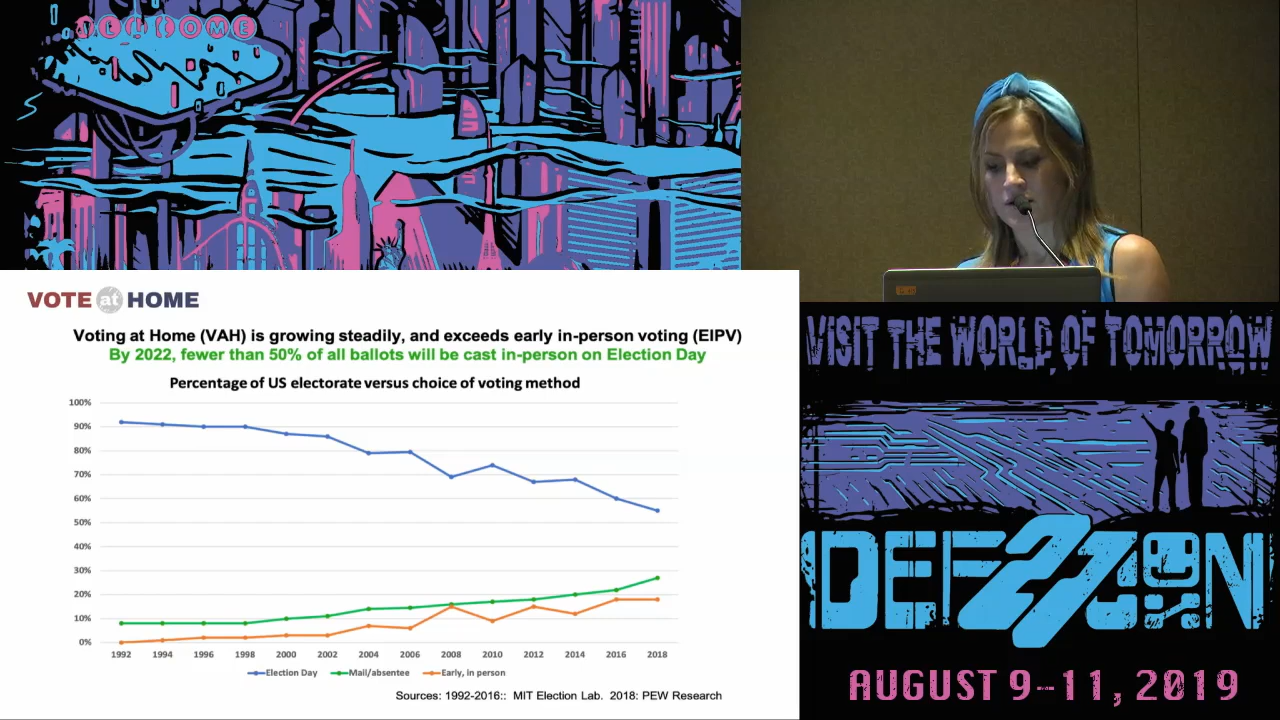 WELCOME
VOTE at HOME
Voting at Home (VAH) is growing steadily, and exceeds early in-person voting (EIPV)
By 2022, fewer than 50% of all ballots will be cast in-person on Election Day
Percentage of US electorate versus choice of voting method
100%
90%
80%
70%
60%
50%
40%
30%
20%
10%
0%
1992 1994 1996 1998 2000 2002 2004 2006 2008 2010 2012 2014 2016 2018
Election Day Mail/absentee Early, in person
Sources: 1992-2016:: MIT Election Lab. 2018: PEW Research
VISIT THE WORLD OF TOMORROW
DEF 27 CON
AUGUST 9-11, 2019